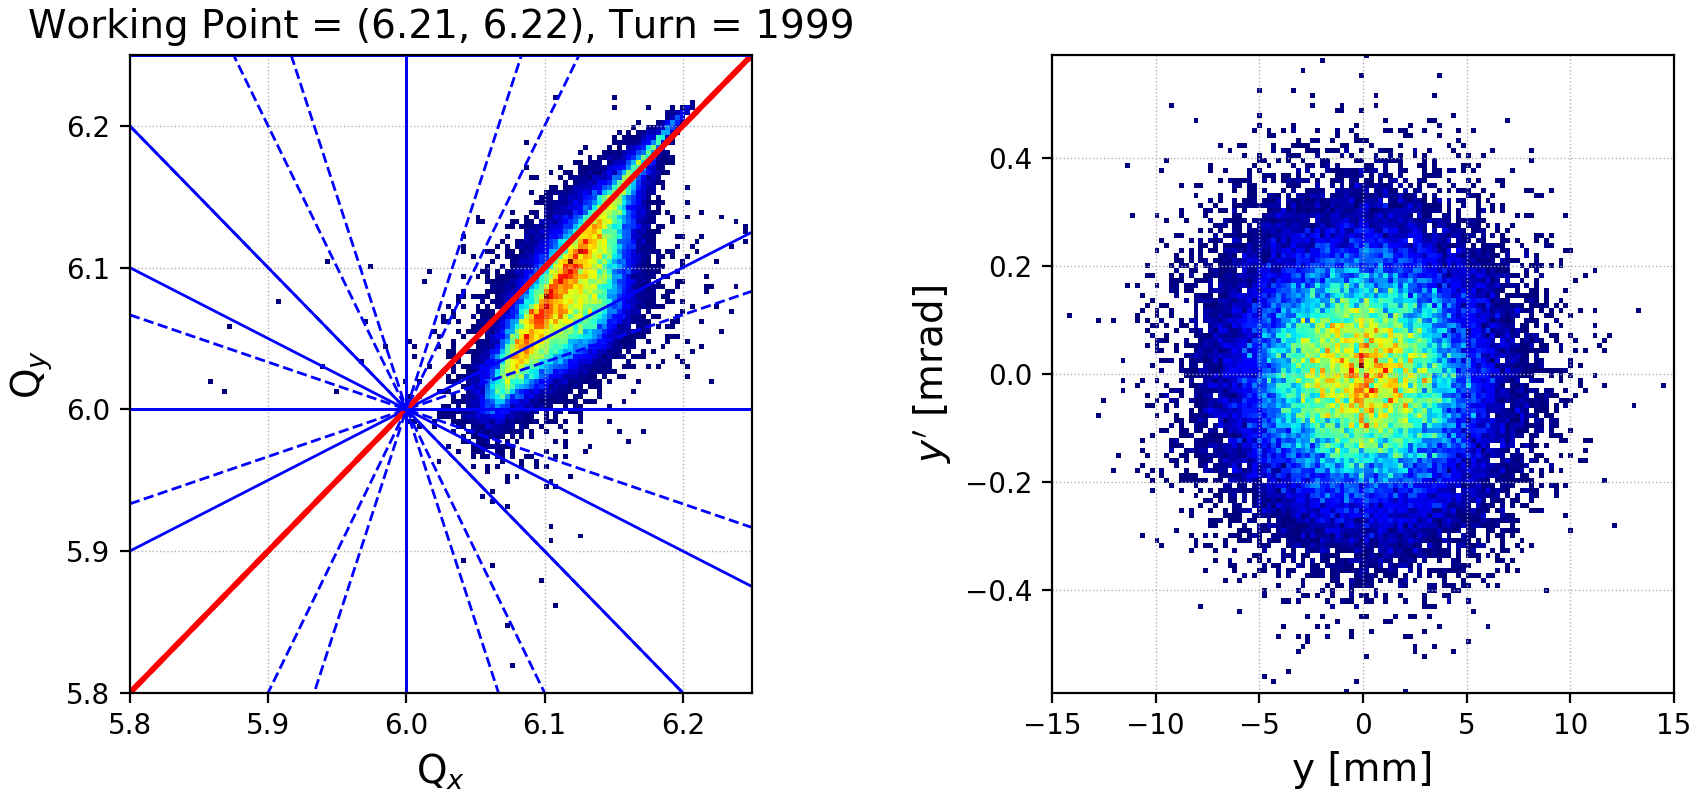 Working Point = (6.21, 6.22), Turn = 1999
6.2
6.1
6.0
5.9
5.8
Qy
5.8 5.9 6.0 6.1 6.2
Qx
0.4
0.2
0.0
−0.2
−0.4
y′ [mrad]
−15 −10 −5 0 5 10 15
y [mm]